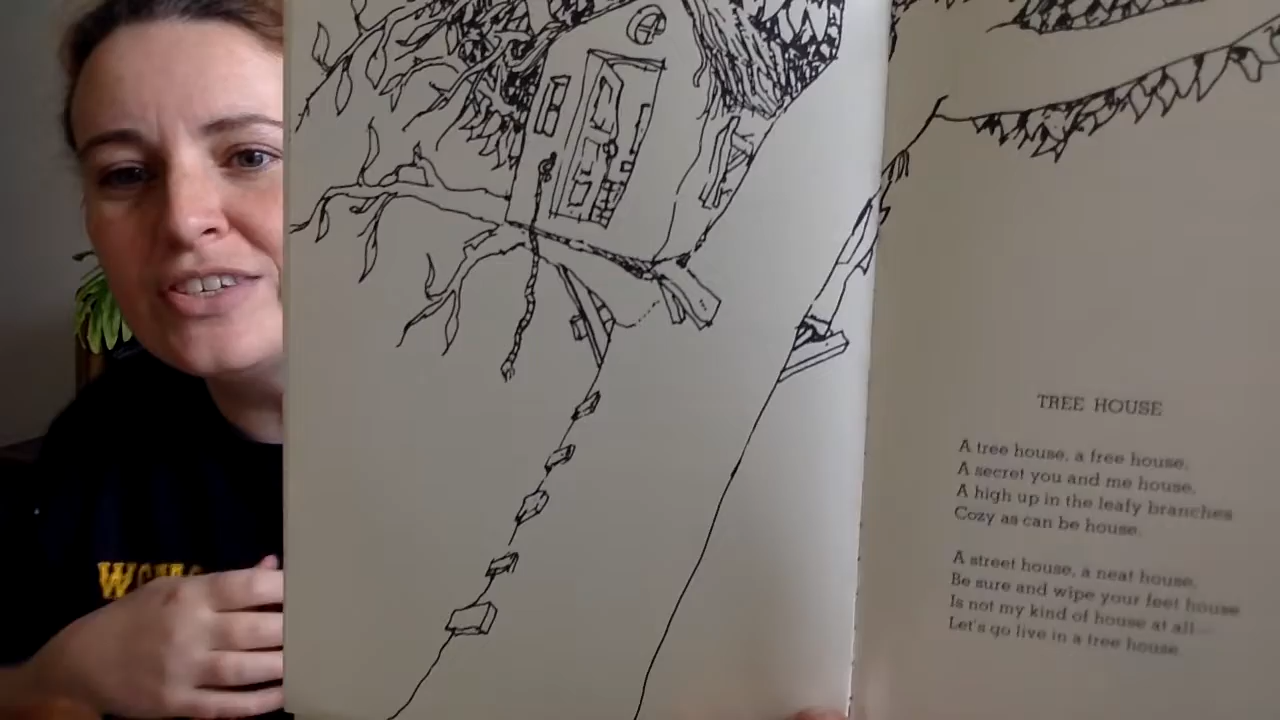 TREE HOUSE
A tree house, a free house,
A secret you and me house,
A high up in the leafy branches
Cozy as can be house.
A street house, a neat house,
Be sure and wipe your feet house
Is not my kind of house at all—
Let's go live in a tree house.